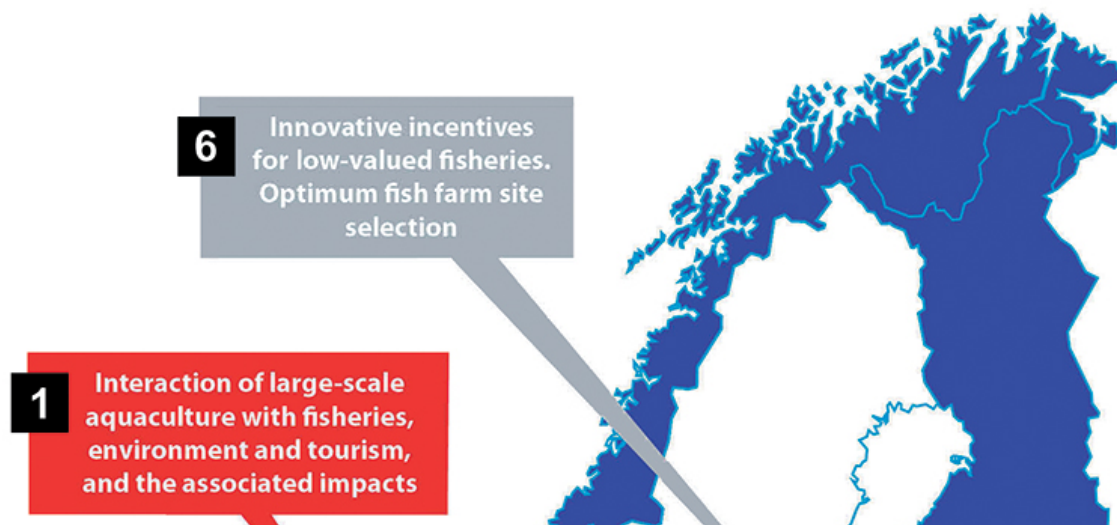 6
Innovative incentives
for low-valued fisheries.
Optimum fish farm site
selection
1
Interaction of large-scale
aquaculture with fisheries,
environment and tourism,
and the associated impacts